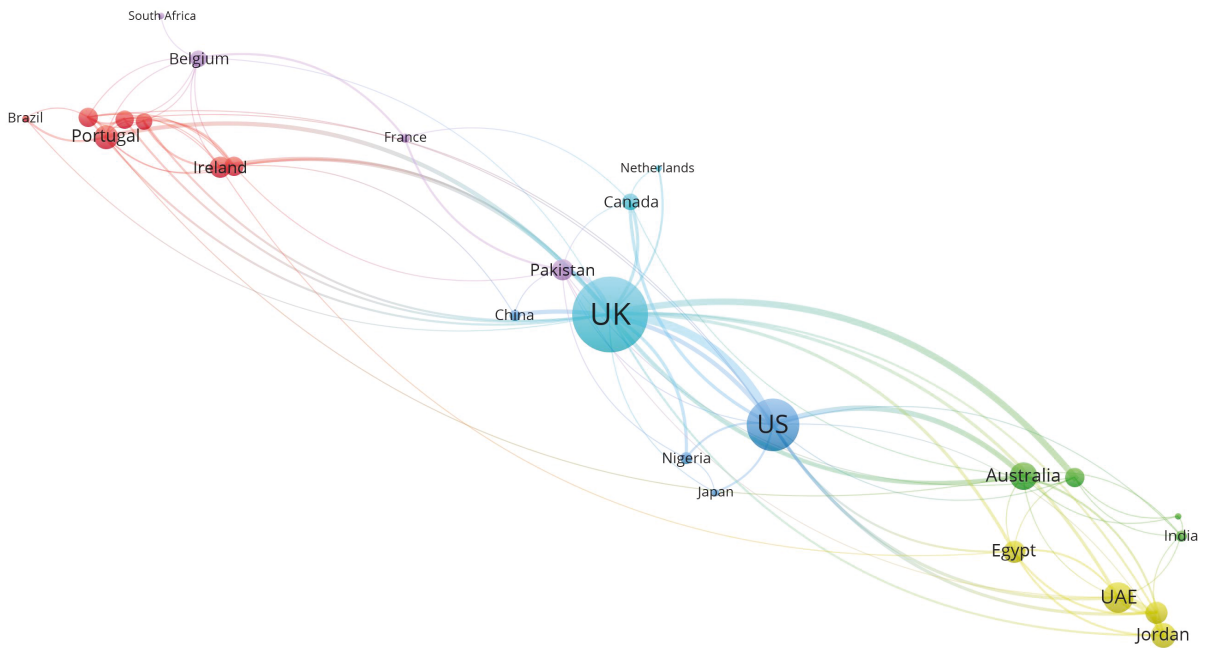 South Africa
Belgium
Brazil
Portugal
France
Ireland
Netherlands
Canada
Pakistan
China
UK
US
Nigeria
Australia
Japan
India
Egypt
UAE
Jordan